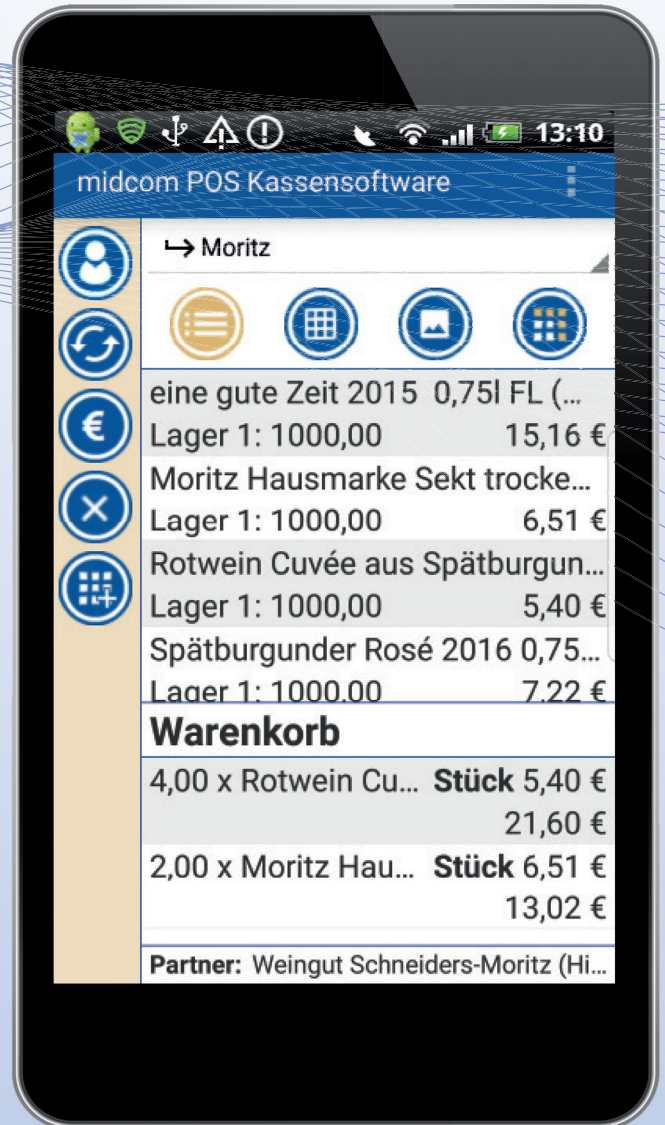 13:10
midcom POS Kassensoftware
↳ Moritz
€
eine gute Zeit 2015 0,75l FL (...
Lager 1: 1000,00 15,16 €
Moritz Hausmarke Sekt trocke...
Lager 1: 1000,00 6,51 €
Rotwein Cuvée aus Spätburgun...
Lager 1: 1000,00 5,40 €
Spätburgunder Rosé 2016 0,75...
Lager 1: 1000,00 7,22 €
Warenkorb
4,00 x Rotwein Cu... Stück 5,40 €
21,60 €
2,00 x Moritz Hau... Stück 6,51 €
13,02 €
Partner: Weingut Schneiders-Moritz (Hi...